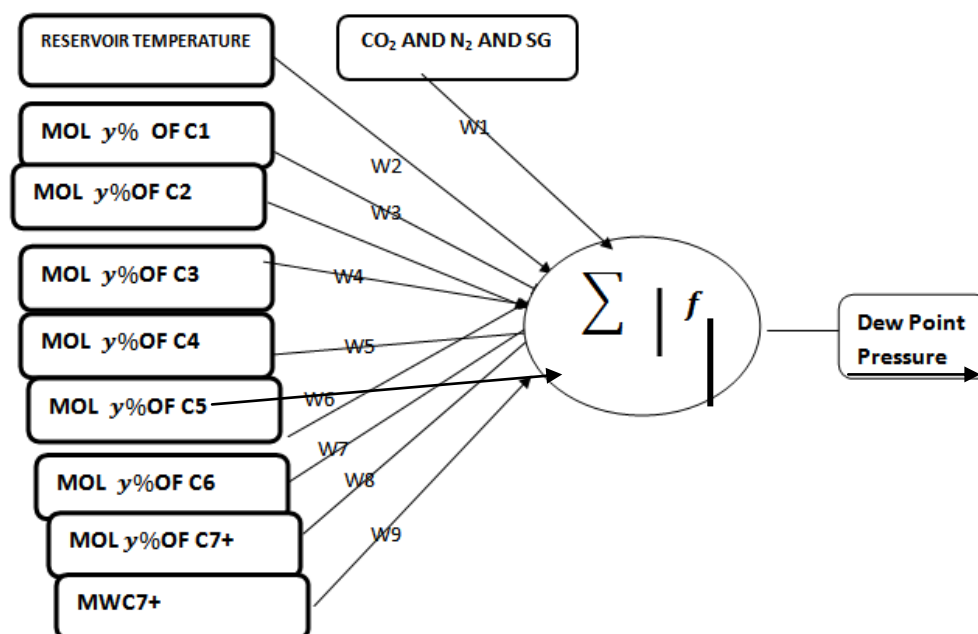 RESERVOIR TEMPERATURE
CO₂ AND N₂ AND SG
W1
MOL y% OF C1
W2
MOL y%OF C2
W3
MOL y%OF C3
W4
∑ | f |
Dew Point
Pressure
MOL y%OF C4
W5
MOL y%OF C5
W6
W7
MOL y%OF C6
W8
MOL y%OF C7+
W9
MWC7+